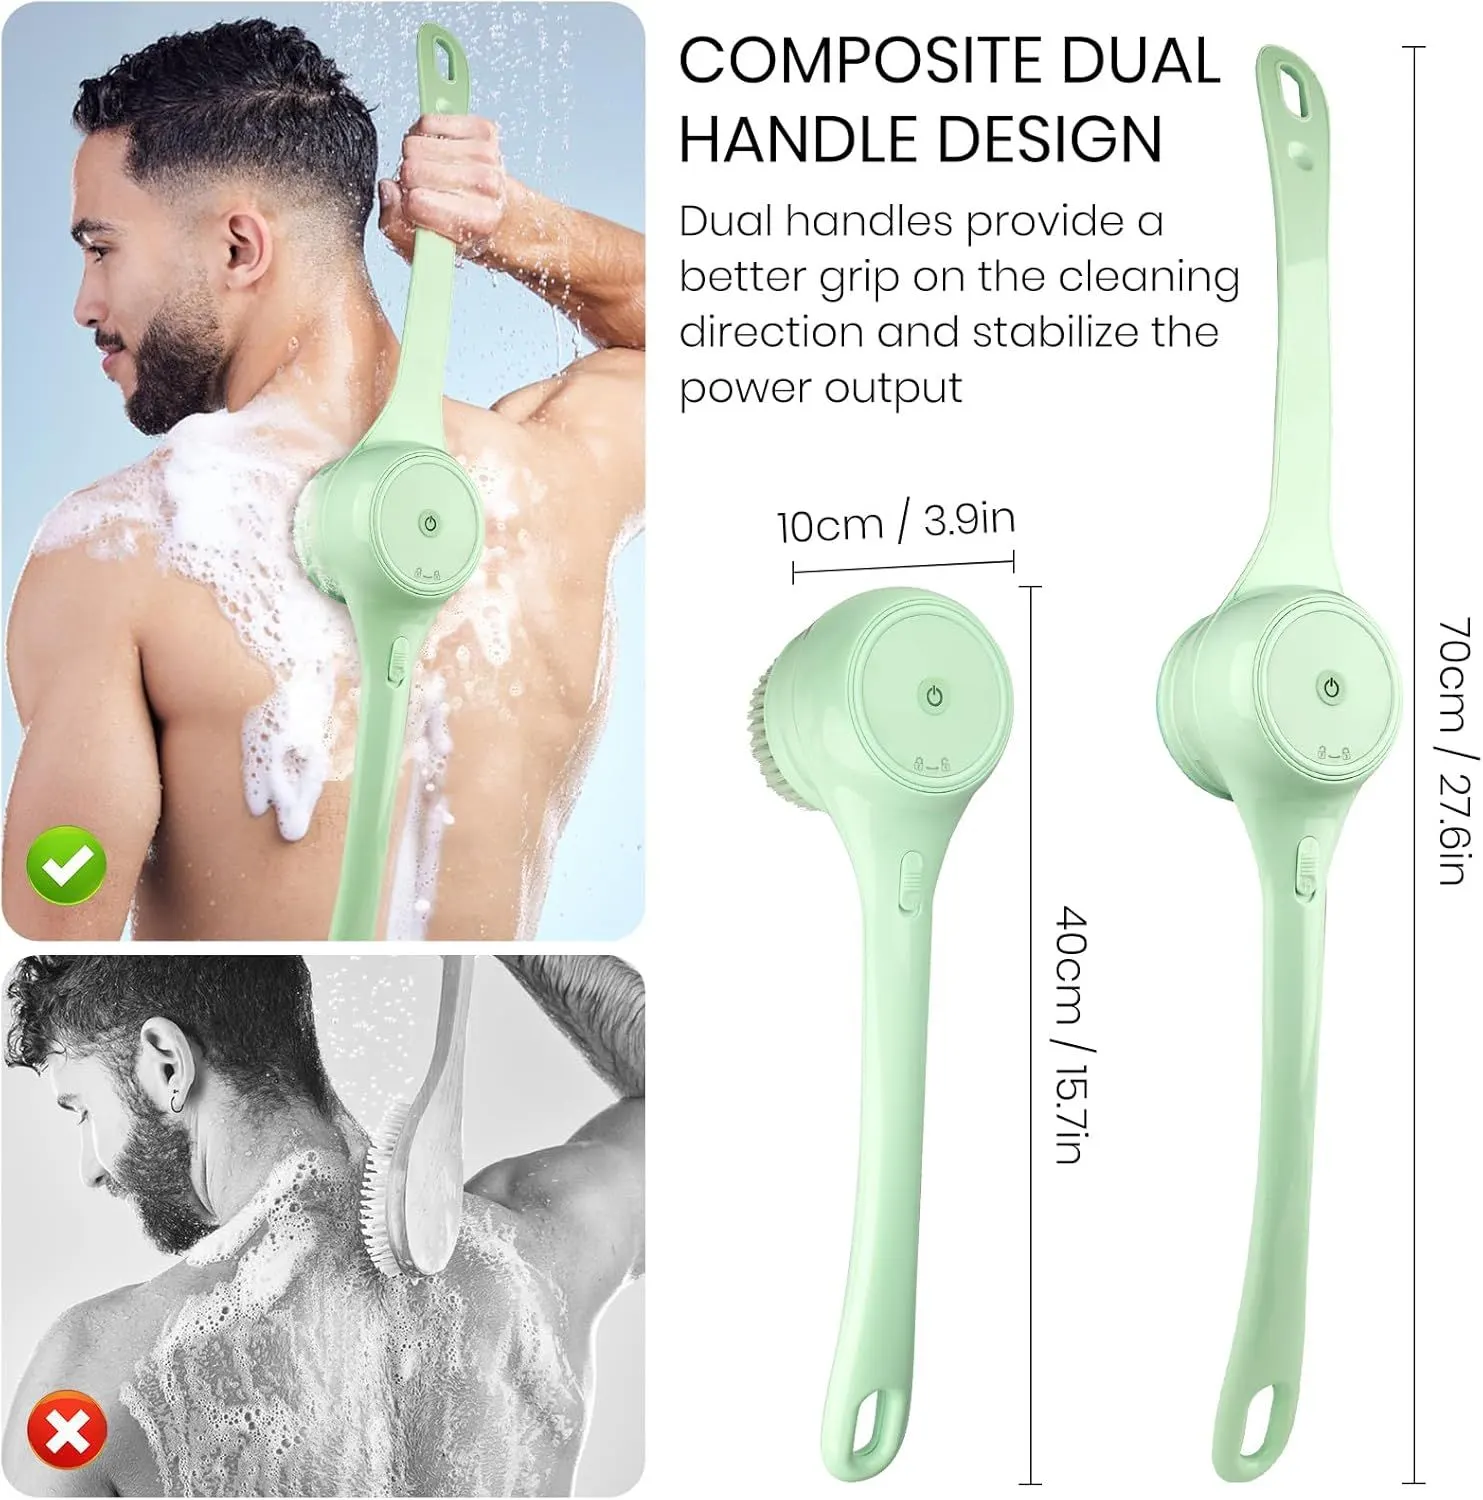 COMPOSITE DUAL
HANDLE DESIGN
Dual handles provide a
better grip on the cleaning
direction and stabilize the
power output
10cm / 3.9in
40cm / 15.7in
70cm / 27.6in